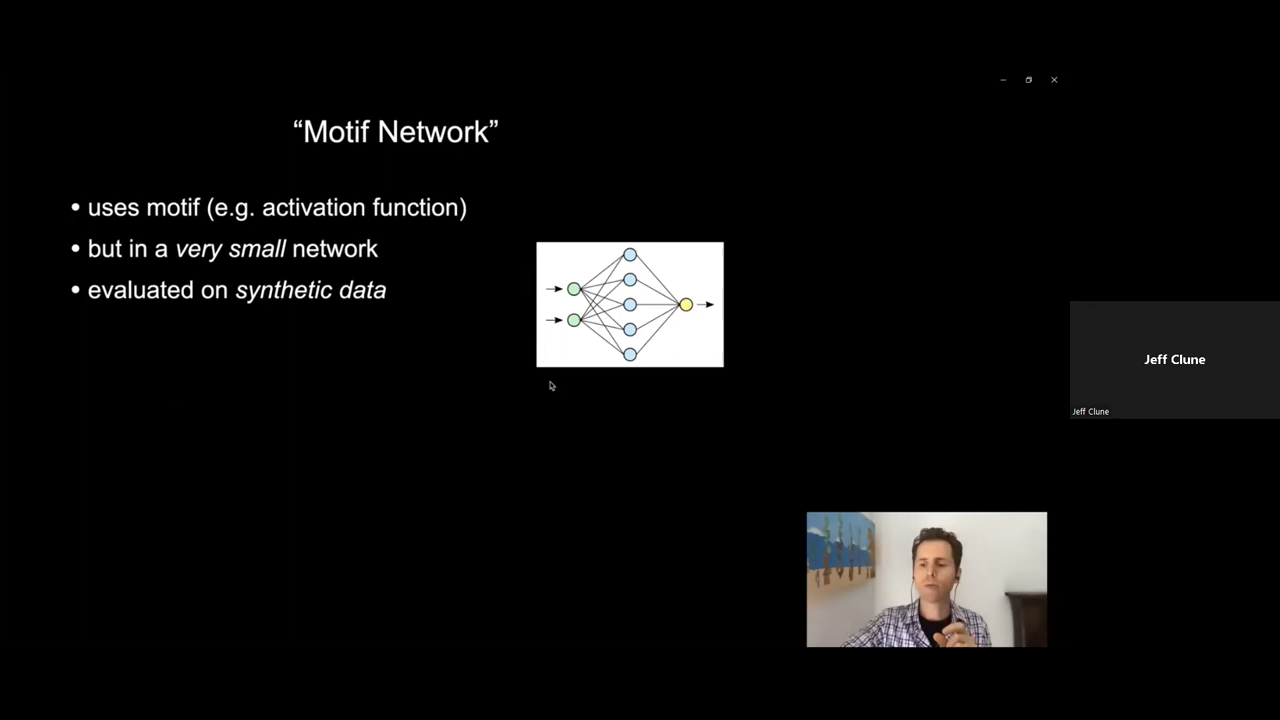 “Motif Network”
• uses motif (e.g. activation function)
• but in a very small network
• evaluated on synthetic data
Jeff Clune
Jeff Clune